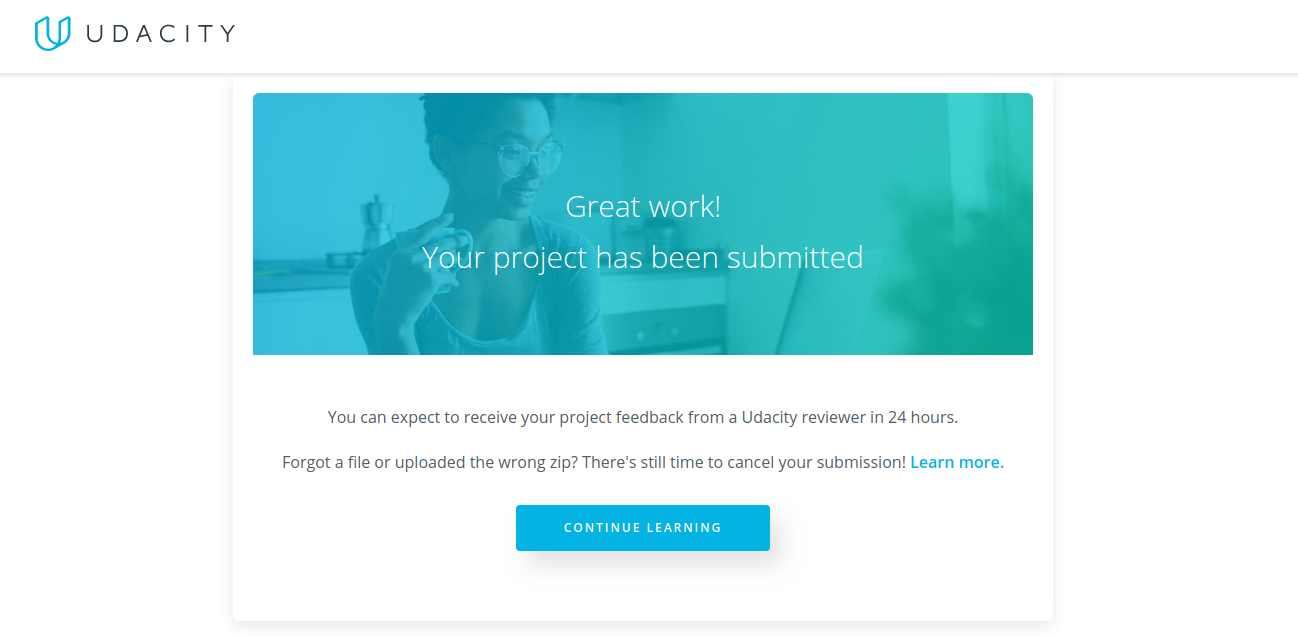 UDACITY
Great work!
Your project has been submitted
You can expect to receive your project feedback from a Udacity reviewer in 24 hours.
Forgot a file or uploaded the wrong zip? There's still time to cancel your submission! Learn more.
CONTINUE LEARNING